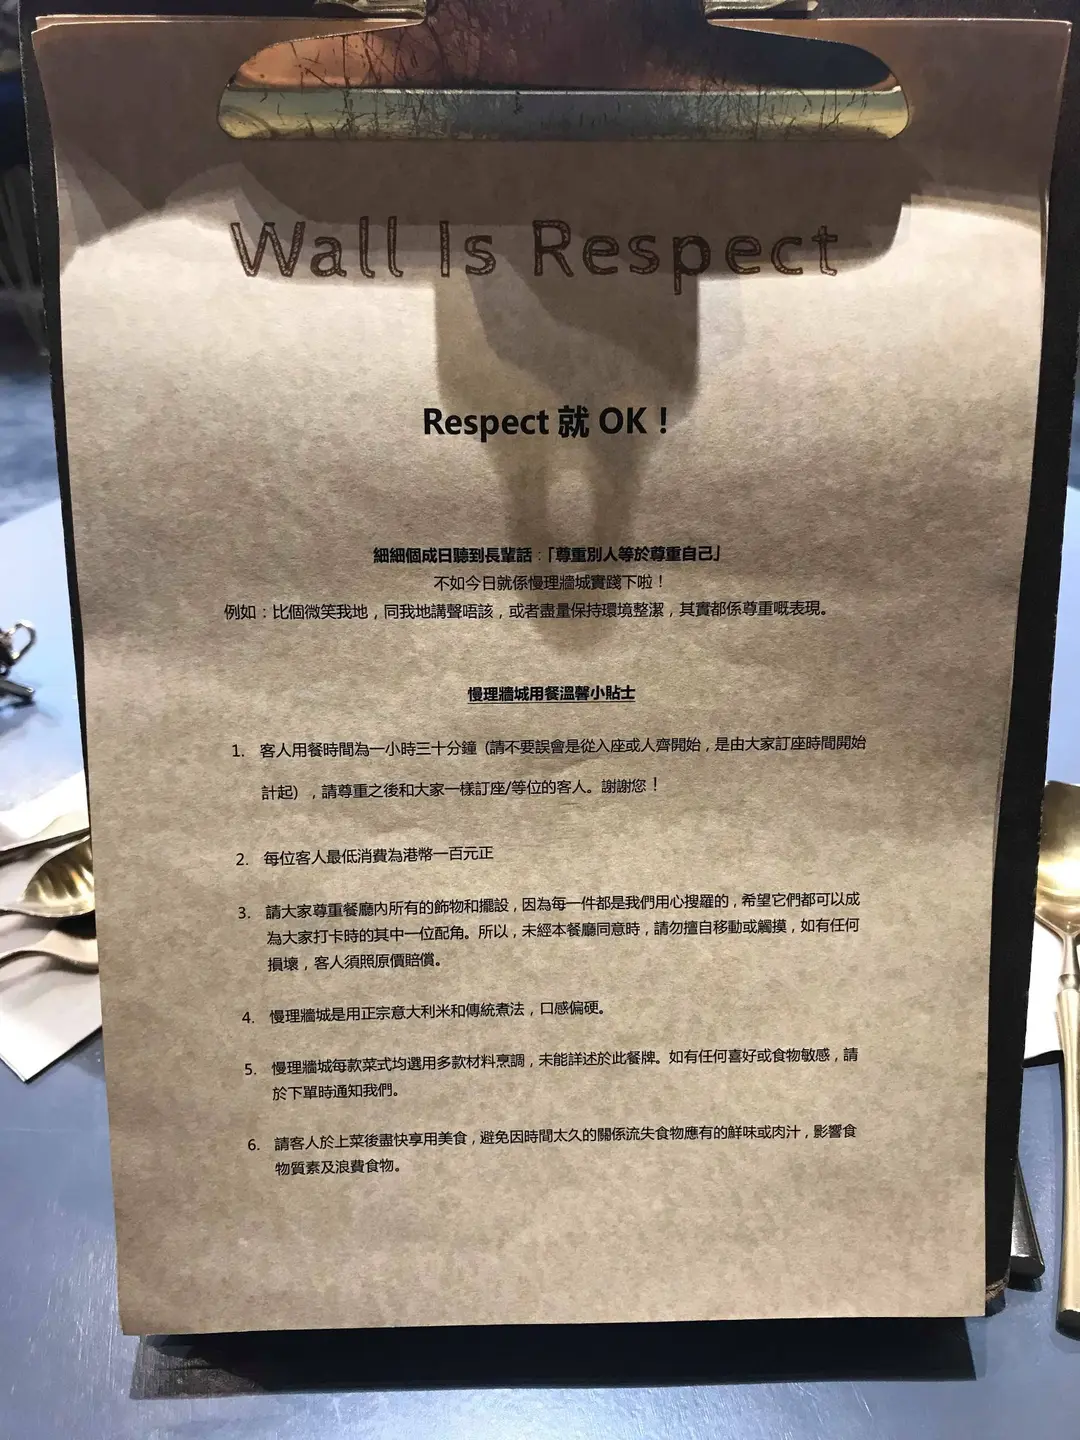 Wall Is Respect
Respect 就 OK！
細細個成日聽到長輩話：「尊重別人等於尊重自己」
不如今日就係慢理牆城實踐下啦！
例如：比個微笑我地，同我地講聲唔該，或者盡量保持環境整潔，其實都係尊重嘅表現。
慢理牆城用餐溫馨小貼士
1. 客人用餐時間為一小時三十分鐘（請不要誤會是從入座或人齊開始，是由大家訂座時間開始
計起），請尊重之後和大家一樣訂座/等位的客人。謝謝您！
2. 每位客人最低消費為港幣一百元正
3. 請大家尊重餐廳內所有的飾物和擺設，因為每一件都是我們用心搜羅的，希望它們都可以成
為大家打卡時的其中一位配角。所以，未經本餐廳同意時，請勿擅自移動或觸摸，如有任何
損壞，客人須照原價賠償。
4. 慢理牆城是用正宗意大利米和傳統煮法，口感偏硬。
5. 慢理牆城每款菜式均選用多款材料烹調，未能詳述於此餐牌。如有任何喜好或食物敏感，請
於下單時通知我們。
6. 請客人於上菜後盡快享用美食，避免因時間太久的關係流失食物應有的鮮味或肉汁，影響食
物質素及浪費食物。